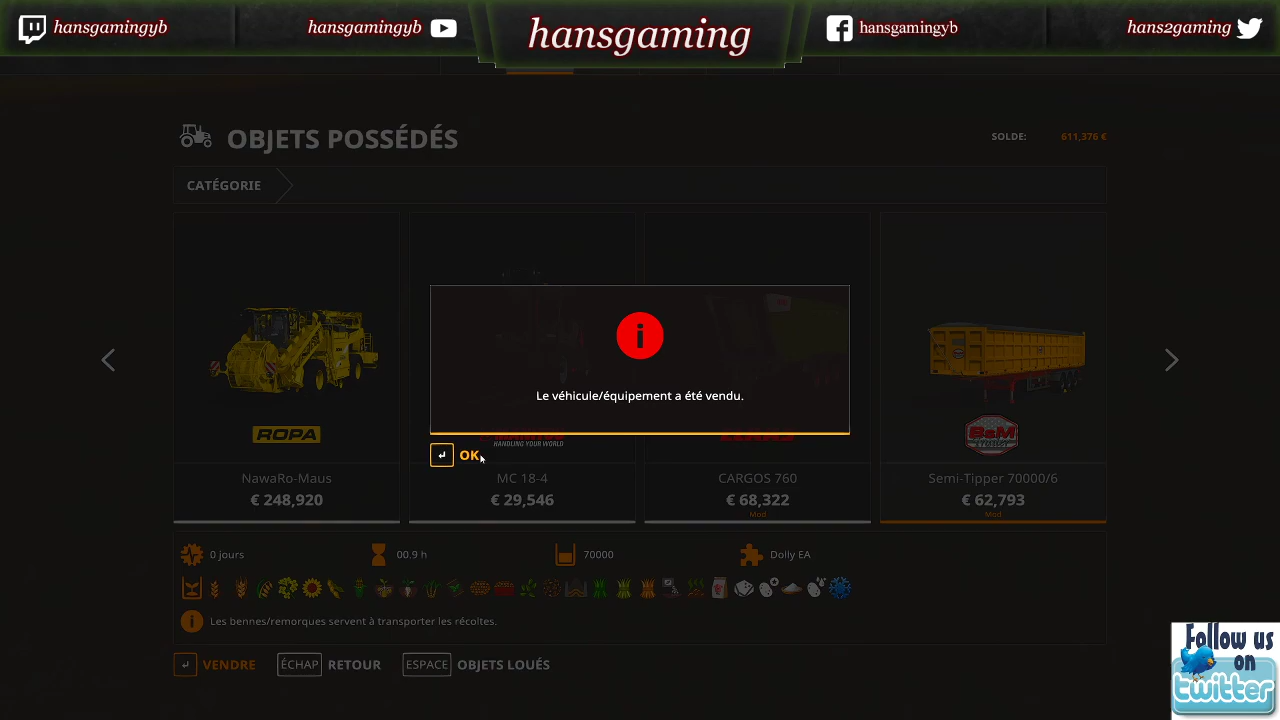 hansgamingyb
hansgamingyb
hansgaming
hansgamingyb
hans2gaming
OBJETS POSSÉDÉS
SOLDE: 611,376 €
CATÉGORIE
i
Le véhicule/équipement a été vendu.
OK
ROPA
HANDLING YOUR WORLD
CLAAS
NawaRo-Maus
€ 248,920
MC 18-4
€ 29,546
CARGOS 760
€ 68,322
Mod
Semi-Tipper 70000/6
€ 62,793
Mod
0 jours
00.9 h
70000
Dolly EA
Les bennes/remorques servent à transporter les récoltes.
VENDRE
ÉCHAP RETOUR
ESPACE OBJETS LOUÉS
Follow us
on
twitter